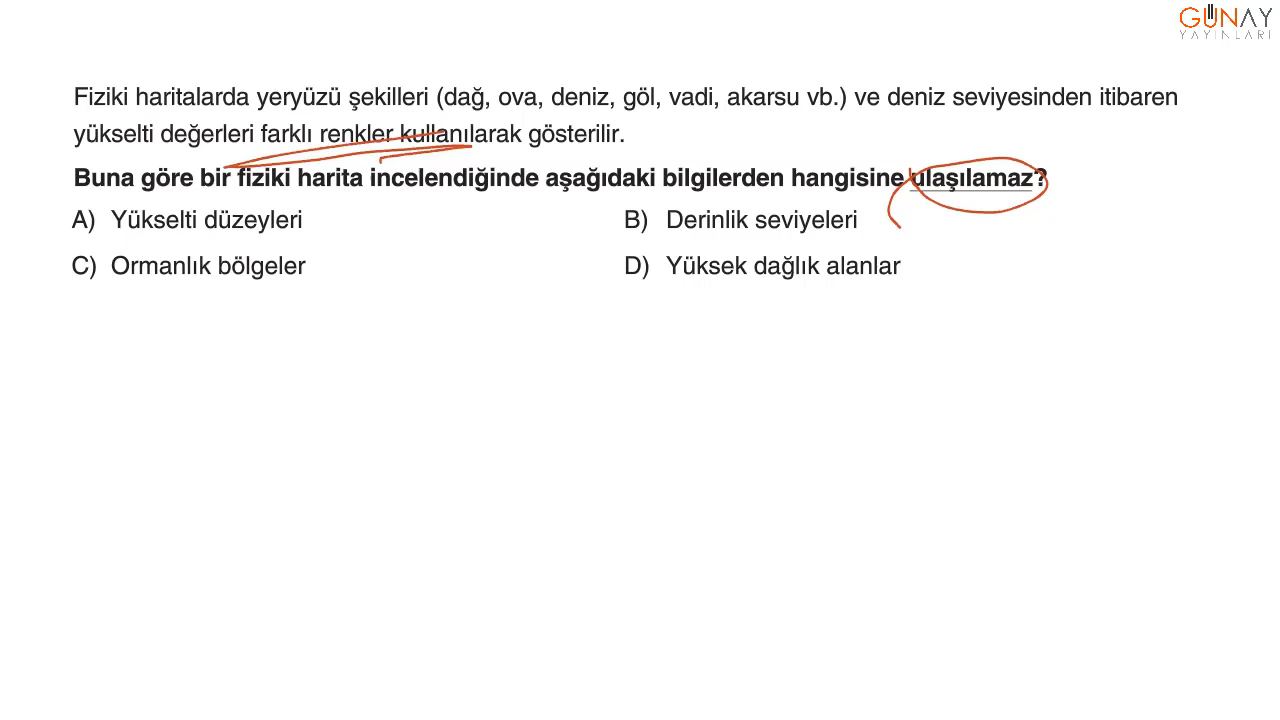 GÜNAY
YAYINLARI
Fiziki haritalarda yeryüzü şekilleri (dağ, ova, deniz, göl, vadi, akarsu vb.) ve deniz seviyesinden itibaren
yükselti değerleri farklı renkler kullanılarak gösterilir.
Buna göre bir fiziki harita incelendiğinde aşağıdaki bilgilerden hangisine ulaşılamaz?
A) Yükselti düzeyleri B) Derinlik seviyeleri
C) Ormanlık bölgeler D) Yüksek dağlık alanlar